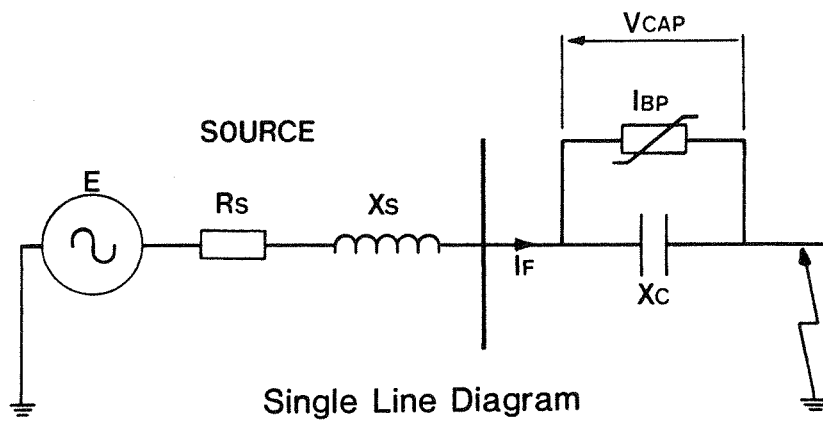 VCAP
IBP
SOURCE
E
RS
XS
IF
XC
Single Line Diagram